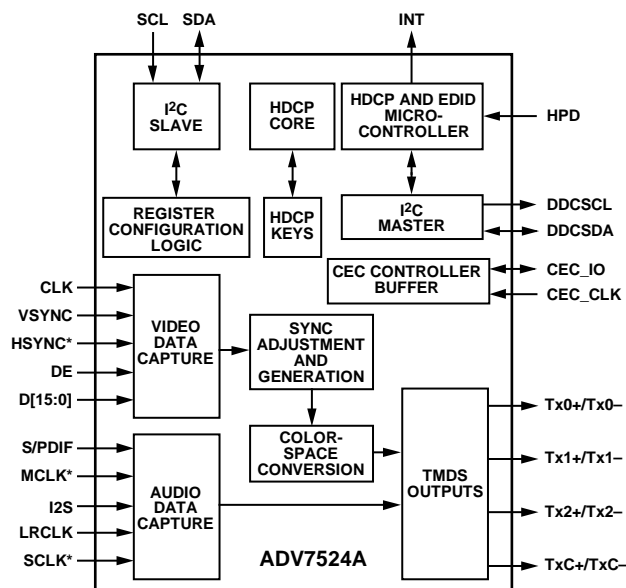 SCL SDA INT
I²C
SLAVE
HDCP
CORE
HDCP AND EDID
MICRO-
CONTROLLER
HPD
REGISTER
CONFIGURATION
LOGIC
HDCP
KEYS
I²C
MASTER
DDCSCL
DDCSDA
CEC CONTROLLER
BUFFER
CEC_IO
CEC_CLK
CLK
VSYNC
HSYNC*
DE
D[15:0]
VIDEO
DATA
CAPTURE
SYNC
ADJUSTMENT
AND
GENERATION
COLOR-
SPACE
CONVERSION
S/PDIF
MCLK*
I2S
LRCLK
SCLK*
AUDIO
DATA
CAPTURE
TMDS
OUTPUTS
Tx0+/Tx0–
Tx1+/Tx1–
Tx2+/Tx2–
TxC+/TxC–
ADV7524A